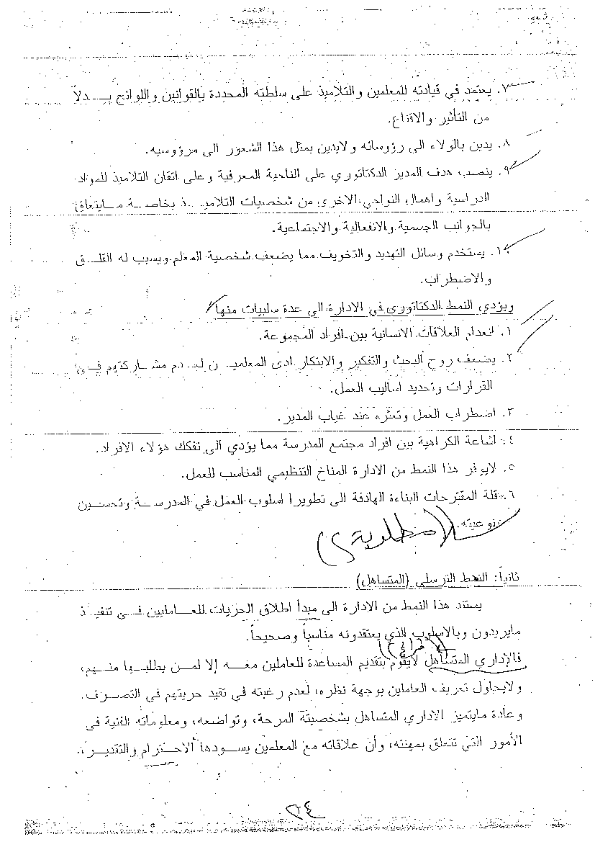 ٧. يعتمد في قيادته للمعلمين والتلاميذ على سلطته المحددة بالقوانين واللوائح بـــدلاً
من التأثير والاقناع.
٨. يدين بالولاء الى رؤوسائه ولايدين بمثل هذا الشعور الى مرؤوسيه.
٩. ينصب هدف المدير الدكتاتوري على الناحية المعرفية وعلى اتقان التلاميذ للمواد
الدراسية واهمال النواحي الاخرى من شخصيات التلاميذ بخاصة مايتعلق
بالجوانب الجسمية والانفعالية والاجتماعية.
١٠. يستخدم وسائل التهديد والتخويف مما يضعف شخصية المعلم ويسبب له القلق
والاضطراب.
ويؤدي النمط الدكتاتوري في الادارة الى عدة سلبيات منها/
١. انعدام العلاقات الانسانية بين افراد المجموعة.
٢. يضعف روح البحث والتفكير والابتكار لدى المعلمين لعدم مشاركتهم في
القرارات وتحديد اساليب العمل.
٣. اضطراب العمل وتعثره عند غياب المدير.
٤. اشاعة الكراهية بين افراد مجتمع المدرسة مما يؤدي الى تفكك هؤلاء الافراد.
٥. لايوفر هذا النمط من الادارة المناخ التنظيمي المناسب للعمل.
٦. قلة المقترحات البناءة الهادفة الى تطوير اسلوب العمل في المدرسة وتحسين
نوعيته.
ثانياً: النمط الترسلي (المتساهل)
يستند هذا النمط من الادارة الى مبدأ اطلاق الحريات للعاملين في تنفيذ
مايريدون وبالاسلوب الذي يعتقدونه مناسباً وصحيحاً.
فالإداري المتساهل لايقوم بتقديم المساعدة للعاملين معه إلا لمن يطلبها منهم،
ولايحاول تعريف العاملين بوجهة نظره، لعدم رغبته في تقيد حريتهم في التصرف.
وعادة مايتميز الاداري المتساهل بشخصيتة المرحة، وتواضعه، ومعلوماته الفنية في
الأمور التي تتعلق بمهنته، وأن علاقاته مع المعلمين يسودها الاحترام والتقدير،
٢٤